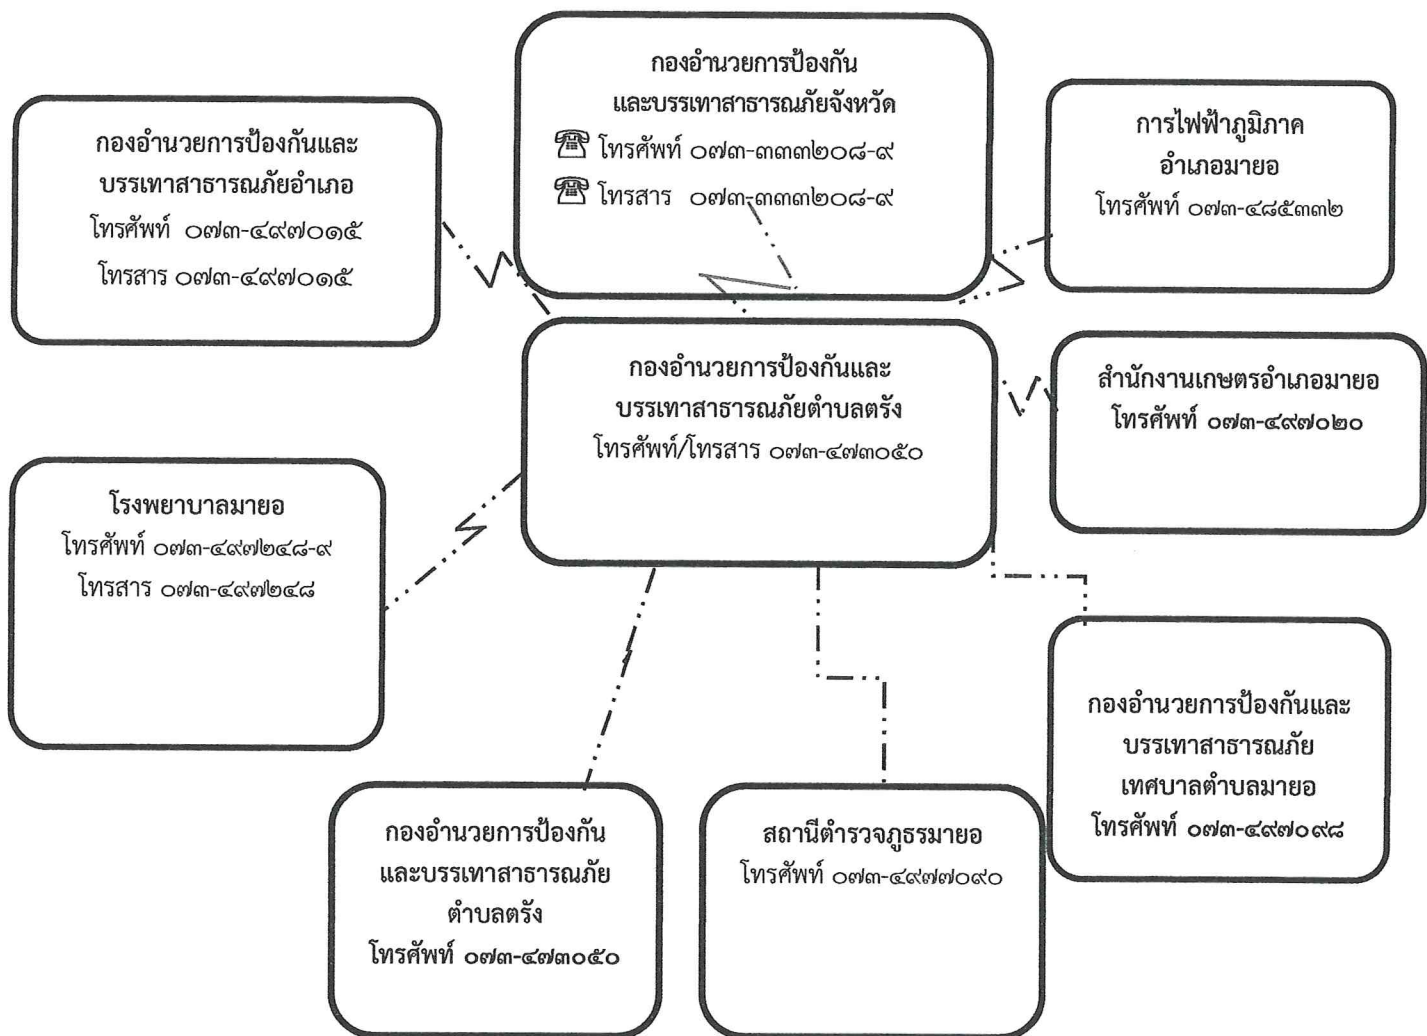 กองอำนวยการป้องกัน
และบรรเทาสาธารณภัยจังหวัด
☎ โทรศัพท์ ๐๗๓-๓๓๓๒๐๘-๙
☎ โทรสาร ๐๗๓-๓๓๓๒๐๘-๙
กองอำนวยการป้องกันและ
บรรเทาสาธารณภัยอำเภอ
โทรศัพท์ ๐๗๓-๔๙๗๐๑๕
โทรสาร ๐๗๓-๔๙๗๐๑๕
การไฟฟ้าภูมิภาค
อำเภอมายอ
โทรศัพท์ ๐๗๓-๔๘๕๓๓๒
กองอำนวยการป้องกันและ
บรรเทาสาธารณภัยตำบลตรัง
โทรศัพท์/โทรสาร ๐๗๓-๔๗๓๐๕๐
สำนักงานเกษตรอำเภอมายอ
โทรศัพท์ ๐๗๓-๔๙๗๐๒๐
โรงพยาบาลมายอ
โทรศัพท์ ๐๗๓-๔๙๗๒๔๘-๙
โทรสาร ๐๗๓-๔๙๗๒๔๘
กองอำนวยการป้องกันและ
บรรเทาสาธารณภัย
เทศบาลตำบลมายอ
โทรศัพท์ ๐๗๓-๔๙๗๐๙๘
กองอำนวยการป้องกัน
และบรรเทาสาธารณภัย
ตำบลตรัง
โทรศัพท์ ๐๗๓-๔๗๓๐๕๐
สถานีตำรวจภูธรมายอ
โทรศัพท์ ๐๗๓-๔๙๗๗๐๙๐